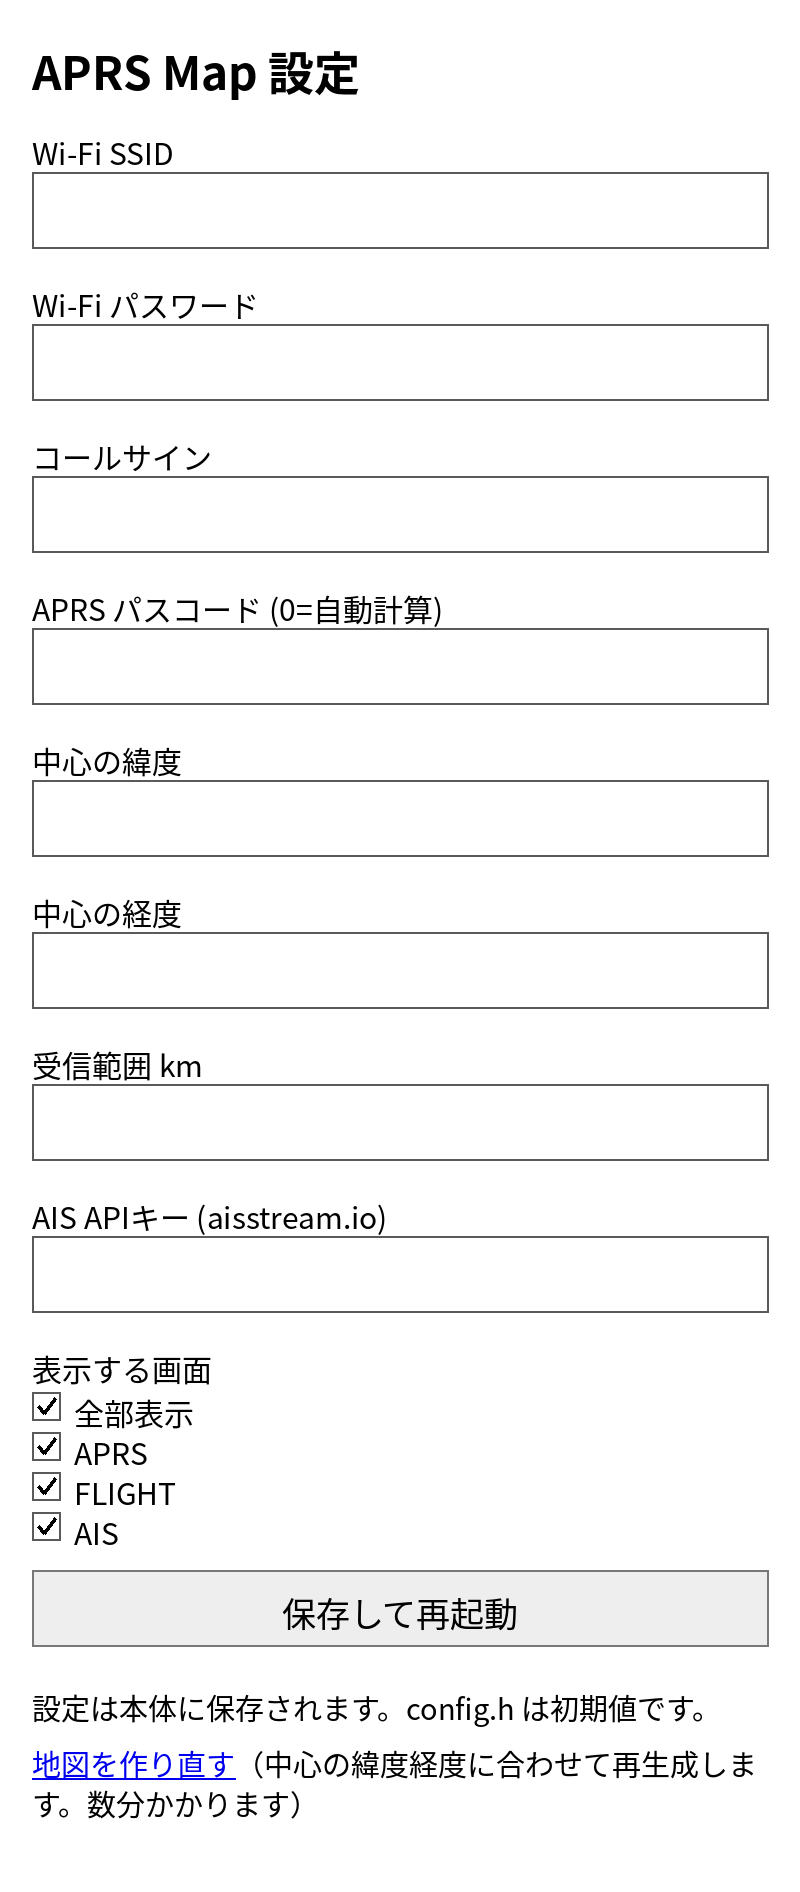 APRS Map 設定
Wi-Fi SSID
Wi-Fi パスワード
コールサイン
APRS パスコード (0=自動計算)
中心の緯度
中心の経度
受信範囲 km
AIS APIキー (aisstream.io)
表示する画面
全部表示
APRS
FLIGHT
AIS
保存して再起動
設定は本体に保存されます。config.h は初期値です。
地図を作り直す（中心の緯度経度に合わせて再生成しま
す。数分かかります）